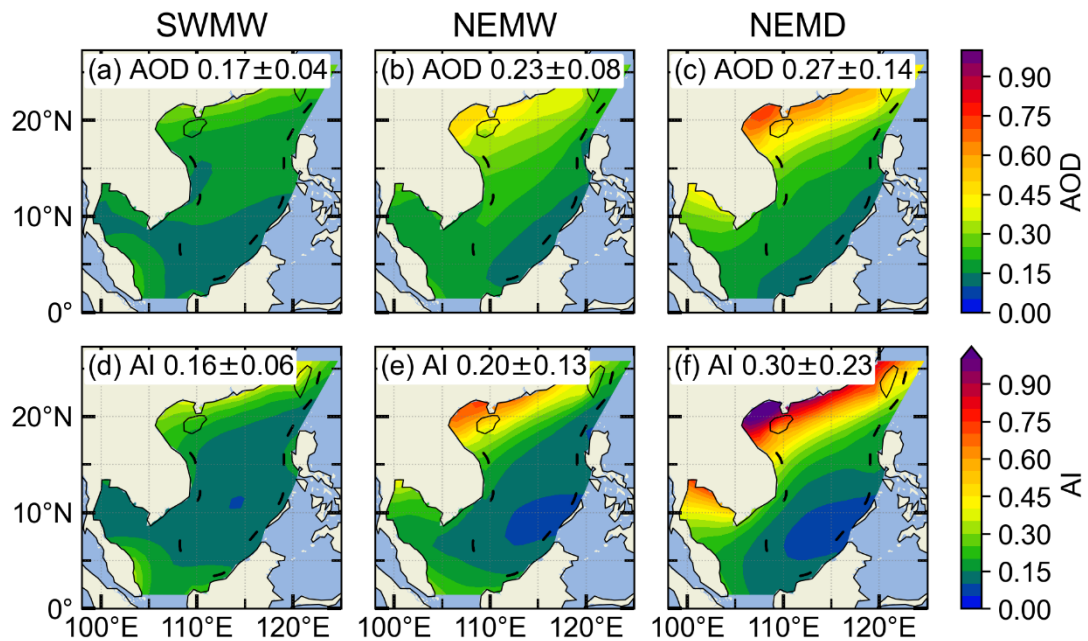 SWMW NEMW NEMD
(a) AOD 0.17±0.04 (b) AOD 0.23±0.08 (c) AOD 0.27±0.14
20°N
10°N
0°
0.90
0.75
0.60
0.45
0.30
0.15
0.00
AOD
(d) AI 0.16±0.06 (e) AI 0.20±0.13 (f) AI 0.30±0.23
20°N
10°N
0°
100°E 110°E 120°E 100°E 110°E 120°E 100°E 110°E 120°E
0.90
0.75
0.60
0.45
0.30
0.15
0.00
AI